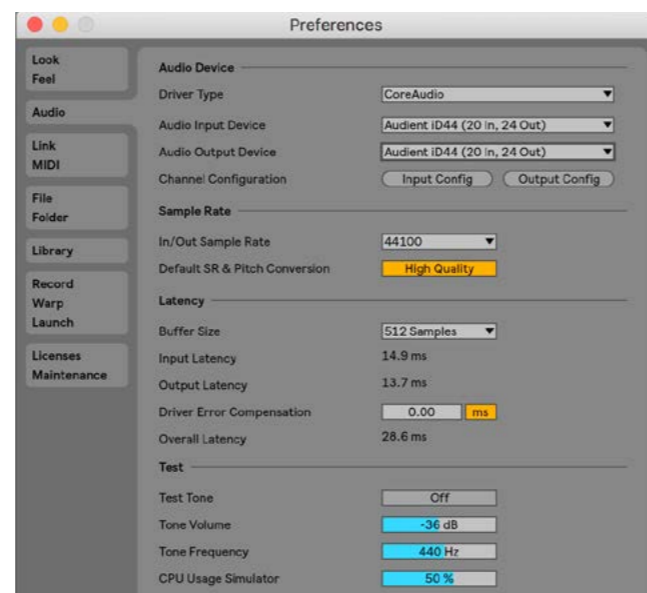 Preferences
Look
Feel
Audio
Link
MIDI
File
Folder
Library
Record
Warp
Launch
Licenses
Maintenance
Audio Device
Driver Type CoreAudio
Audio Input Device Audient iD44 (20 In, 24 Out)
Audio Output Device Audient iD44 (20 In, 24 Out)
Channel Configuration Input Config Output Config
Sample Rate
In/Out Sample Rate 44100
Default SR & Pitch Conversion High Quality
Latency
Buffer Size 512 Samples
Input Latency 14.9 ms
Output Latency 13.7 ms
Driver Error Compensation 0.00 ms
Overall Latency 28.6 ms
Test
Test Tone Off
Tone Volume -36 dB
Tone Frequency 440 Hz
CPU Usage Simulator 50 %